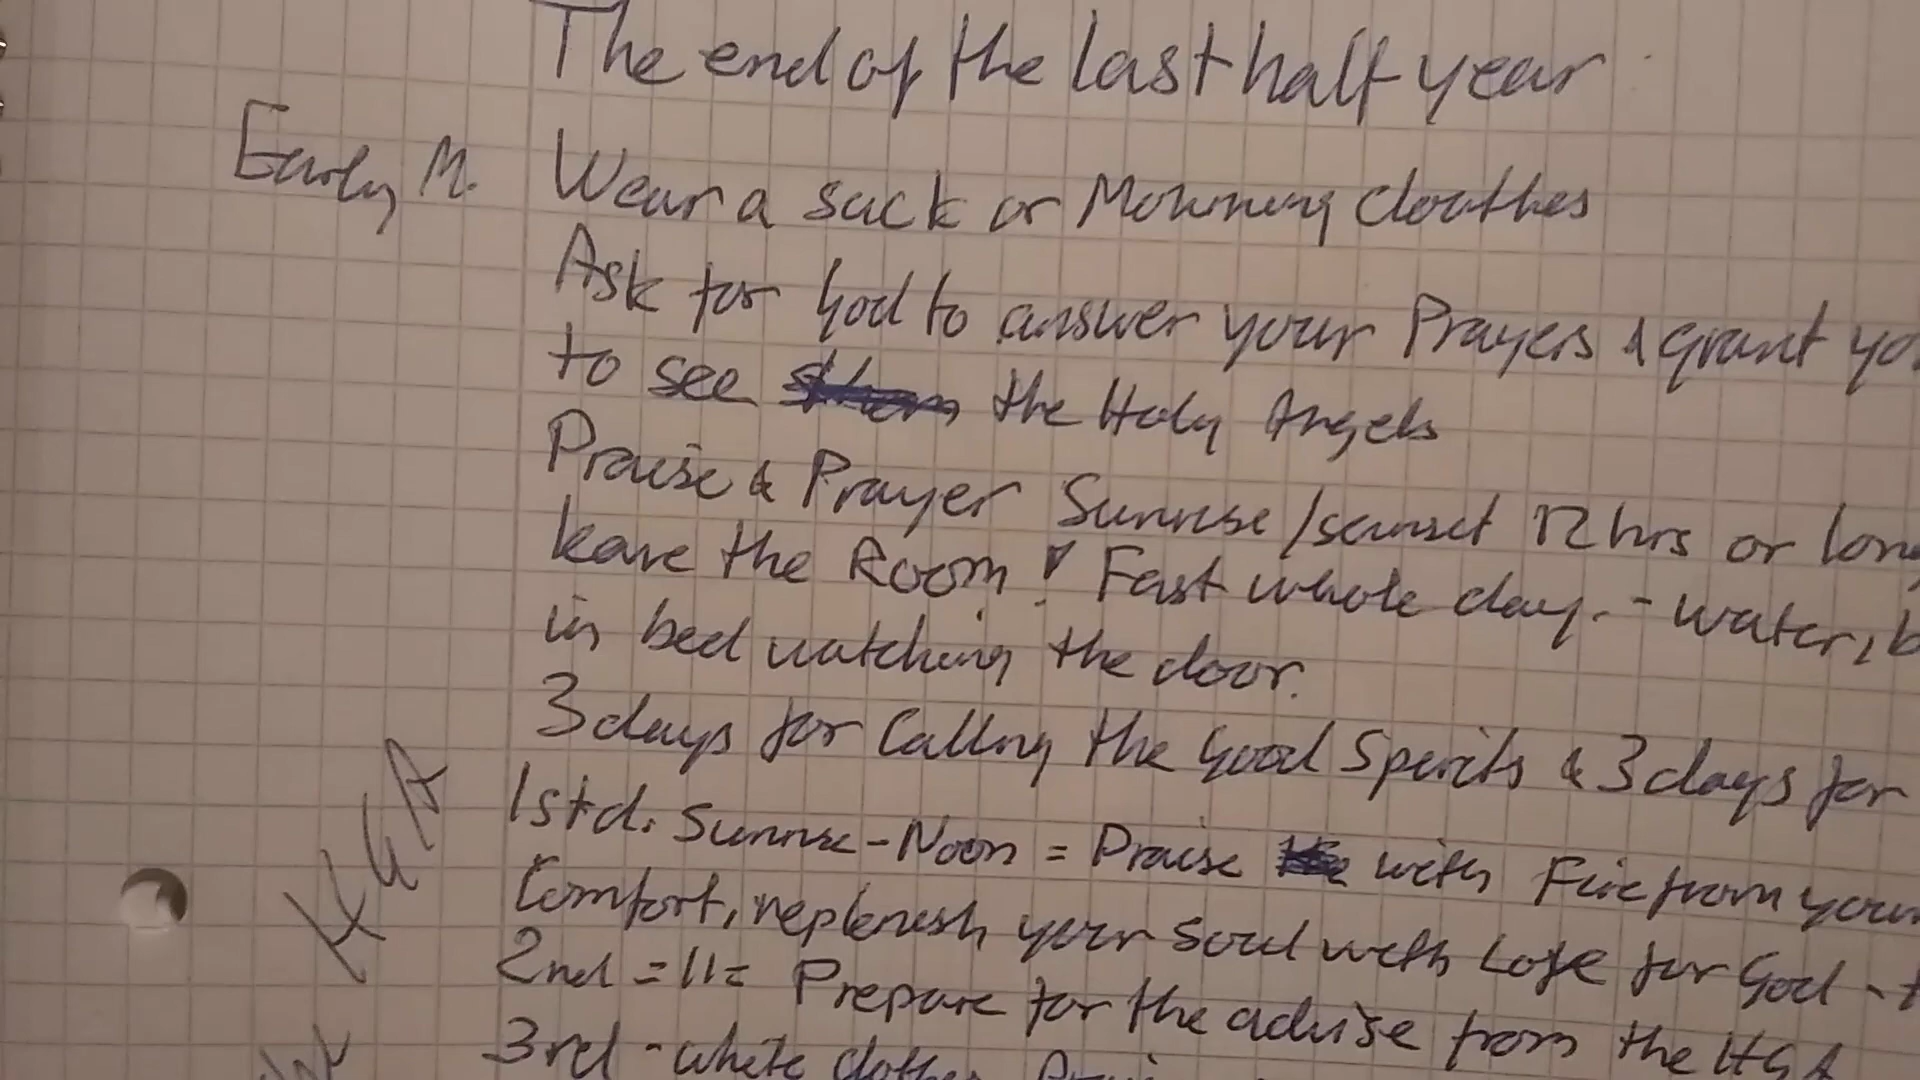 The end of the last half year
Early M. Wear a sack or Mourning cloathes
Ask for God to answer your Prayers & grant yo
to see the Holy Angels
Praise & Prayer Sunrise/sunset 12 hrs or long
leave the Room! Fast whole day. - water, b
in bed watching the door.
3 days for Calling the Good Spirits & 3 days for
HGA
1st d. Sunrise - Noon = Praise with Fire from your
Comfort, replenish your soul with Love for God - t
2nd = 11 = Prepare for the advise from the HGA
3rd - white clothes